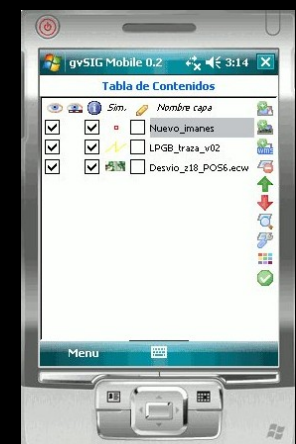 gvSIG Mobile 0.2 3:14
Tabla de Contenidos
Sim. Nombre capa
Nuevo_imanes
LPGB_traza_v02
Desvio_z18_POS6.ecw
Menu